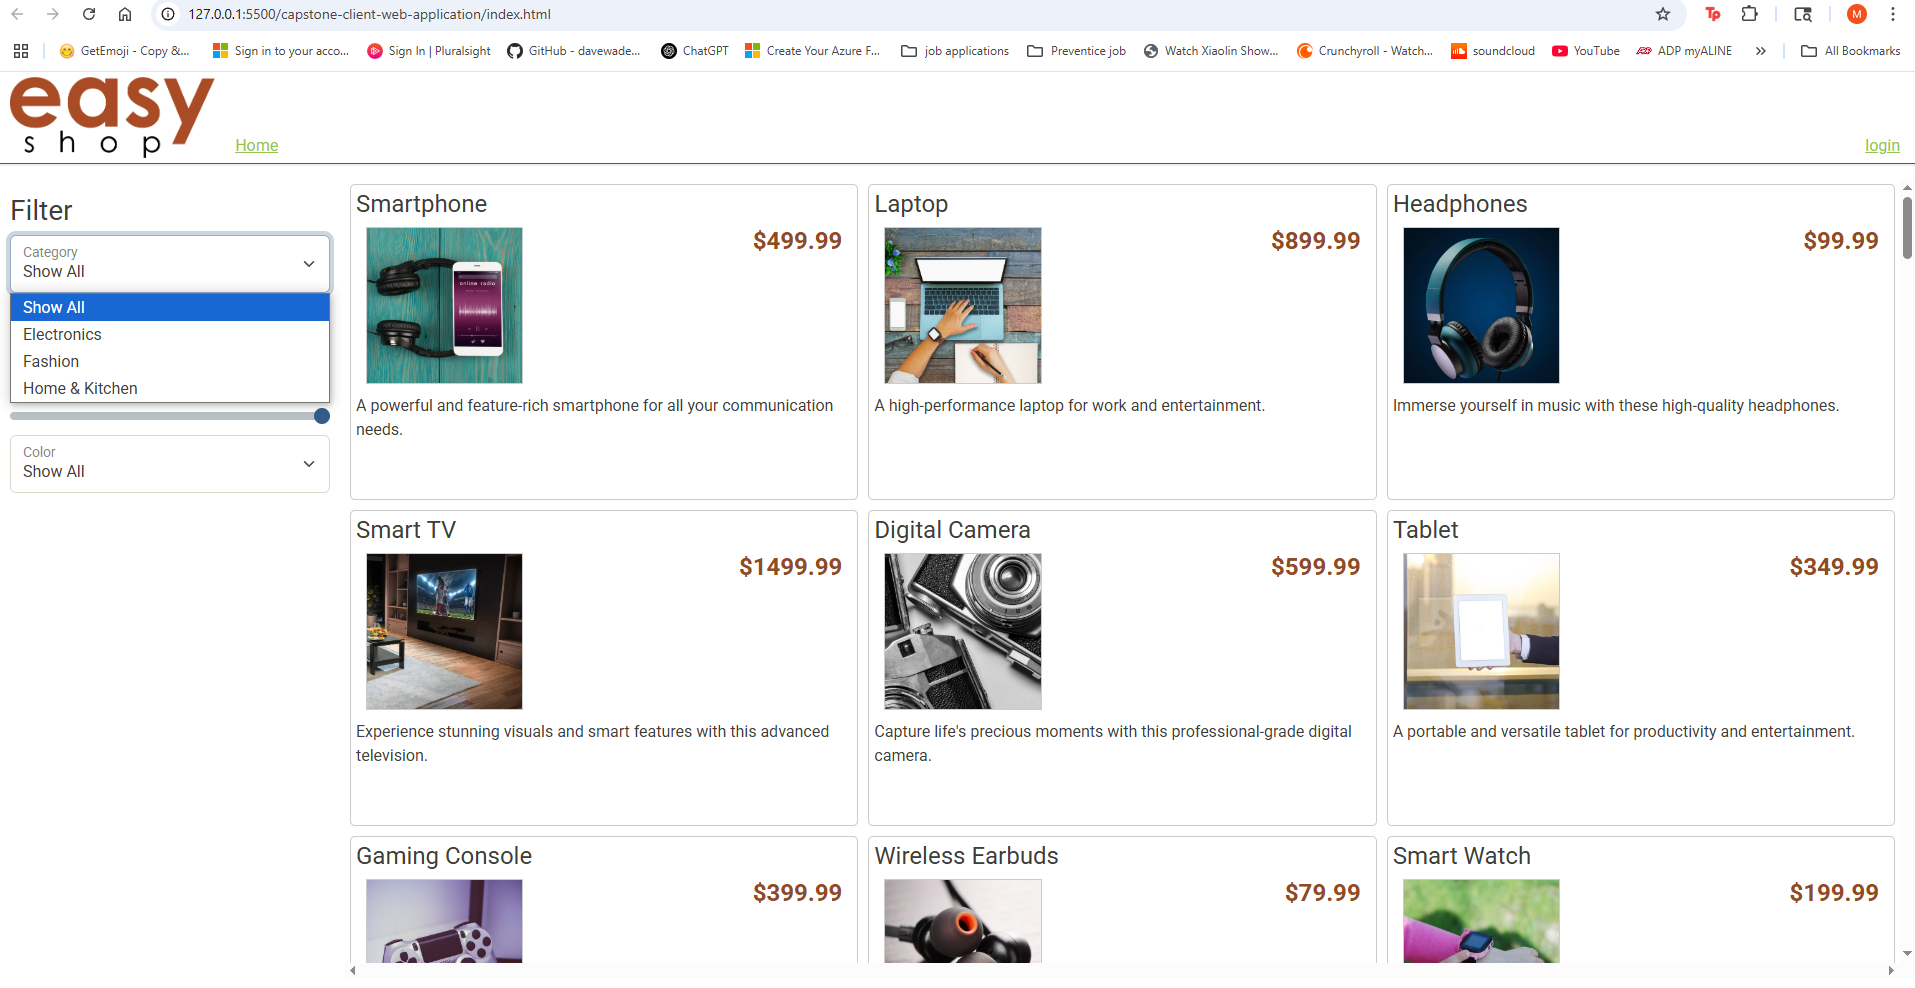 127.0.0.1:5500/capstone-client-web-application/index.html
Tp
M
GetEmoji - Copy &...
Sign in to your acco...
Sign In | Pluralsight
GitHub - davewade...
ChatGPT
Create Your Azure F...
job applications
Preventice job
Watch Xiaolin Show...
Crunchyroll - Watch...
soundcloud
YouTube
ADP myALINE
All Bookmarks
easy
shop
Home
login
Filter
Category
Show All
Show All
Electronics
Fashion
Home & Kitchen
Color
Show All
Smartphone
$499.99
online radio
A powerful and feature-rich smartphone for all your communication
needs.
Laptop
$899.99
A high-performance laptop for work and entertainment.
Headphones
$99.99
Immerse yourself in music with these high-quality headphones.
Smart TV
$1499.99
Experience stunning visuals and smart features with this advanced
television.
Digital Camera
$599.99
Capture life's precious moments with this professional-grade digital
camera.
Tablet
$349.99
A portable and versatile tablet for productivity and entertainment.
Gaming Console
$399.99
Wireless Earbuds
$79.99
Smart Watch
$199.99